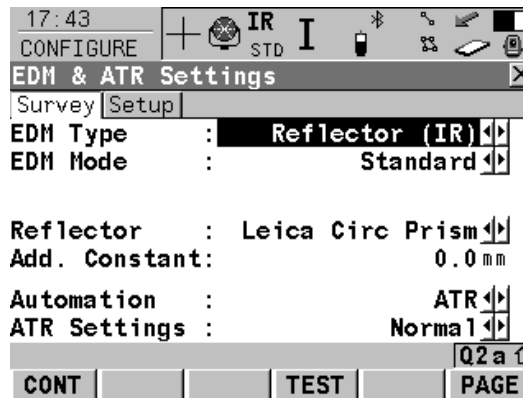 17:43
CONFIGURE
IR
STD
I
EDM & ATR Settings
Survey Setup
EDM Type : Reflector (IR)
EDM Mode : Standard
Reflector : Leica Circ Prism
Add. Constant: 0.0 mm
Automation : ATR
ATR Settings : Normal
Q2a
CONT TEST PAGE